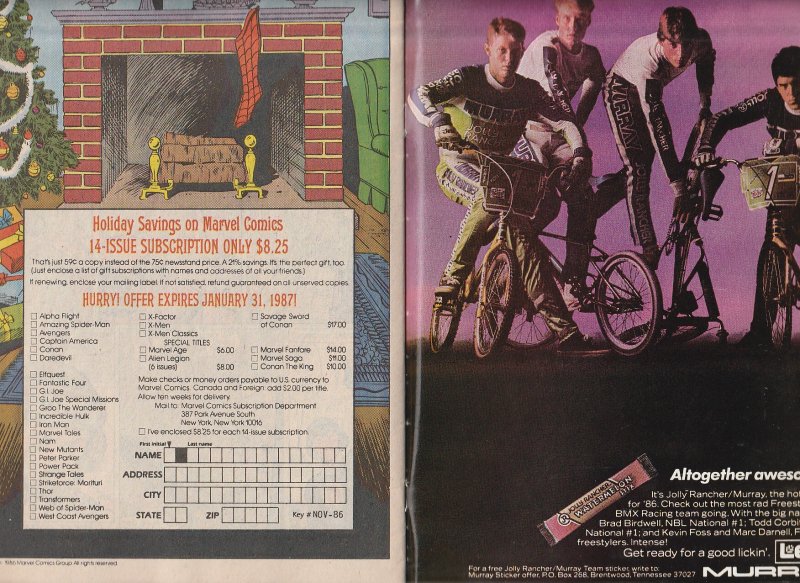 Holiday Savings on Marvel Comics
14-ISSUE SUBSCRIPTION ONLY $8.25
That's just 59¢ a copy instead of the 75¢ newsstand price. A 21% savings. It's the perfect gift, too.
(Just enclose a list of gift subscriptions with names and addresses of all your friends.)
If renewing, enclose your mailing label. If not satisfied, refund guaranteed on all unserved copies.
HURRY! OFFER EXPIRES JANUARY 31, 1987!
Alpha Flight
Amazing Spider-Man
Avengers
Captain America
Conan
Daredevil
Elfquest
Fantastic Four
G.I. Joe
G.I. Joe Special Missions
Groo The Wanderer
Incredible Hulk
Iron Man
Marvel Tales
Nam
New Mutants
Peter Parker
Power Pack
Strange Tales
Strikeforce: Morituri
Thor
Transformers
Web of Spider-Man
West Coast Avengers
X-Factor
X-Men
X-Men Classics
SPECIAL TITLES
Marvel Age $6.00
Alien Legion
(6 issues) $8.00
Savage Sword
of Conan $17.00
Marvel Fanfare $14.00
Marvel Saga $11.00
Conan The King $10.00
Make checks or money orders payable to U.S. currency to
Marvel Comics. Canada and Foreign: add $2.00 per title.
Allow ten weeks for delivery.
Mail to: Marvel Comics Subscription Department
387 Park Avenue South
New York, New York 10016
I've enclosed $8.25 for each 14-issue subscription.
First initial Last name
NAME
ADDRESS
CITY
STATE ZIP Key # NOV-86
1986 Marvel Comics Group. All rights reserved.
MURRAY
JOLLY RANCHER
WATERMELON
STIX
Altogether aweso
It's Jolly Rancher/Murray, the hot
for '86. Check out the most rad Freest
BMX Racing team going. With the big na
Brad Birdwell, NBL National #1; Todd Corbi
National #1; and Kevin Foss and Marc Darnell, F
freestylers. Intense!
Get ready for a good lickin'.
For a free Jolly Rancher/Murray Team sticker, write to:
Murray Sticker offer, P.O. Box 268, Brentwood, Tennessee 37027
MURR